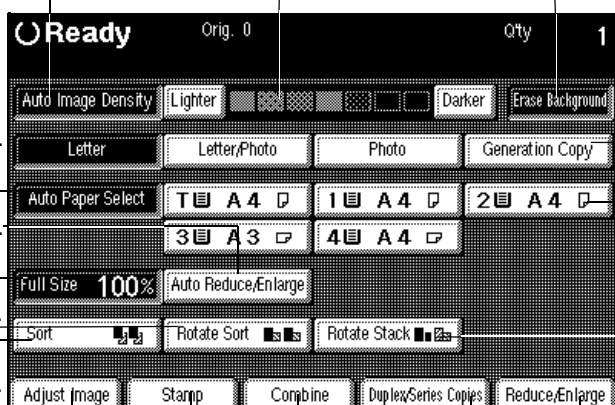 Ready Orig. 0 Q'ty 1
Auto Image Density Lighter Darker Erase Background
Letter Letter/Photo Photo Generation Copy
Auto Paper Select T A4 1 A4 2 A4
3 A3 4 A4
Full Size 100% Auto Reduce/Enlarge
Sort Rotate Sort Rotate Stack
Adjust Image Stamp Combine Duplex/Series Copies Reduce/Enlarge